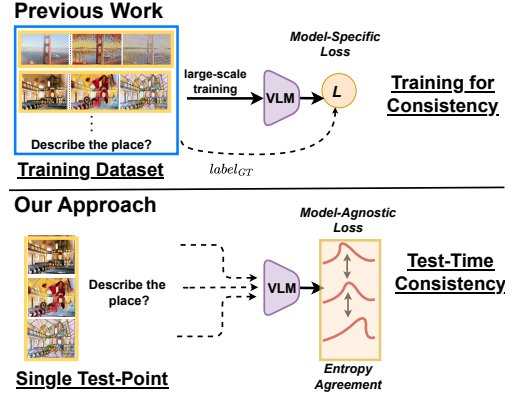 Previous Work
Model-Specific
Loss
large-scale
training
VLM
L
Training for
Consistency
Describe the place?
Training Dataset
label_GT
Our Approach
Model-Agnostic
Loss
Describe the
place?
VLM
Test-Time
Consistency
Single Test-Point
Entropy
Agreement